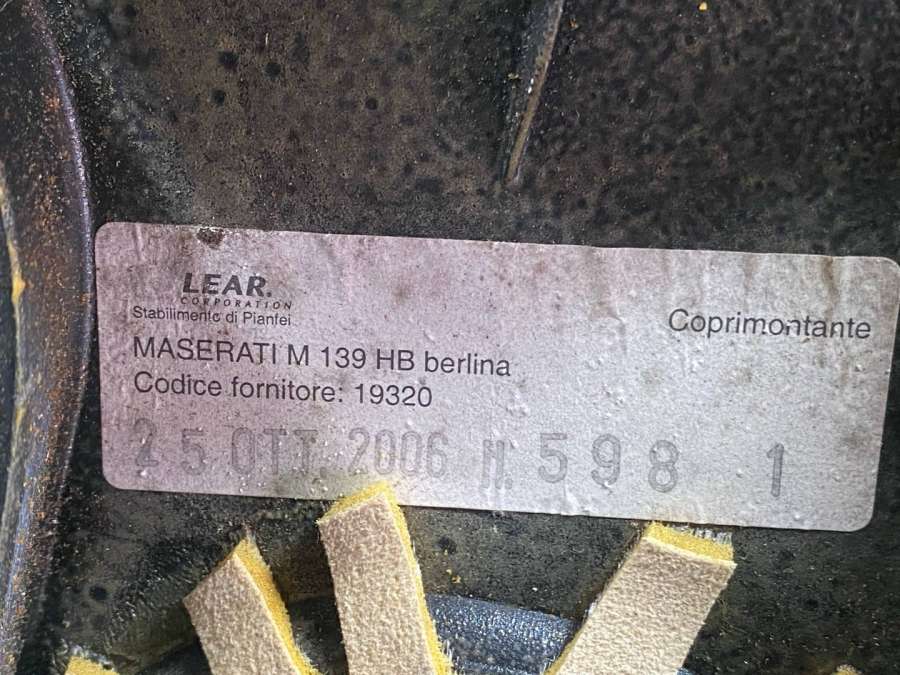 LEAR.
CORPORATION
Stabilimento di Pianfei
Coprimontante
MASERATI M 139 HB berlina
Codice fornitore: 19320
25 OTT. 2006 N. 598 1